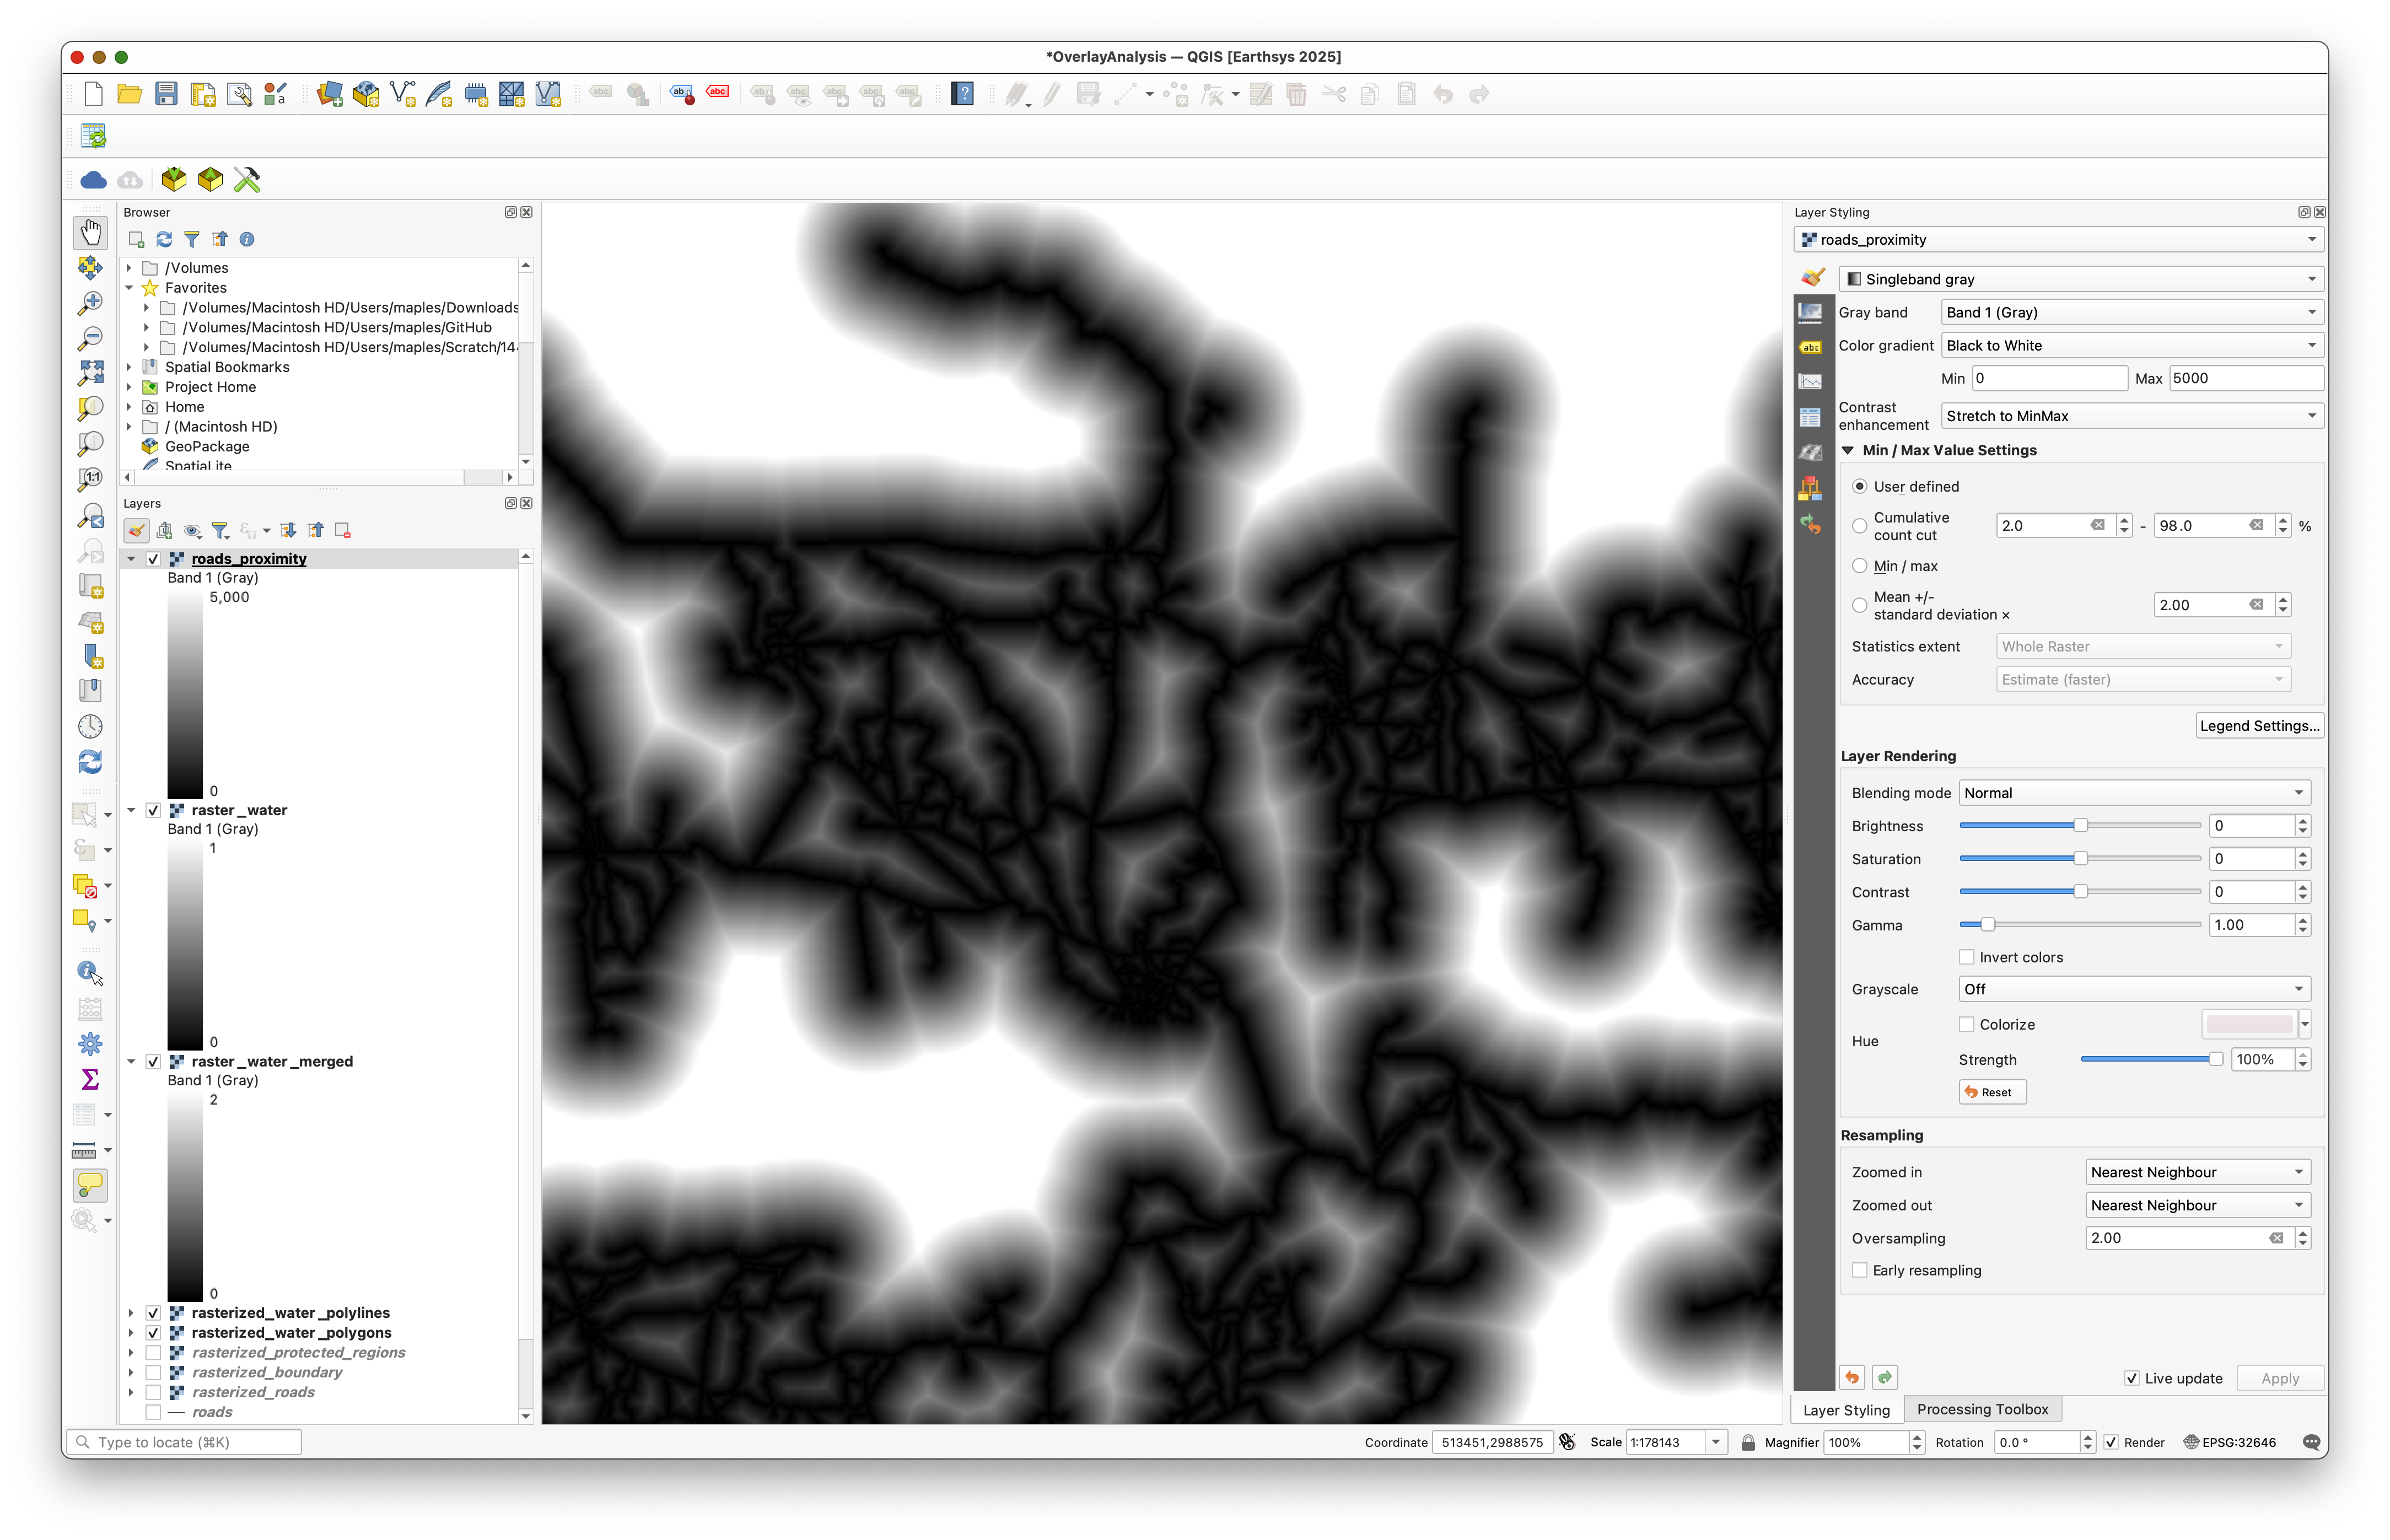 *OverlayAnalysis — QGIS [Earthsys 2025]
Browser
/Volumes
Favorites
/Volumes/Macintosh HD/Users/maples/Downloads
/Volumes/Macintosh HD/Users/maples/GitHub
/Volumes/Macintosh HD/Users/maples/Scratch/14
Spatial Bookmarks
Project Home
Home
/ (Macintosh HD)
GeoPackage
SpatiaLite
Layers
roads_proximity
Band 1 (Gray)
5,000
0
raster_water
Band 1 (Gray)
1
0
raster_water_merged
Band 1 (Gray)
2
0
rasterized_water_polylines
rasterized_water_polygons
rasterized_protected_regions
rasterized_boundary
rasterized_roads
roads
Layer Styling
roads_proximity
Singleband gray
Gray band Band 1 (Gray)
Color gradient Black to White
Min 0 Max 5000
Contrast enhancement Stretch to MinMax
Min / Max Value Settings
User defined
Cumulative count cut 2.0 - 98.0 %
Min / max
Mean +/- standard deviation × 2.00
Statistics extent Whole Raster
Accuracy Estimate (faster)
Legend Settings...
Layer Rendering
Blending mode Normal
Brightness 0
Saturation 0
Contrast 0
Gamma 1.00
Invert colors
Grayscale Off
Hue Colorize
Strength 100%
Reset
Resampling
Zoomed in Nearest Neighbour
Zoomed out Nearest Neighbour
Oversampling 2.00
Early resampling
Live update Apply
Layer Styling Processing Toolbox
Type to locate (⌘K) Coordinate 513451,2988575 Scale 1:178143 Magnifier 100% Rotation 0.0 ° Render EPSG:32646